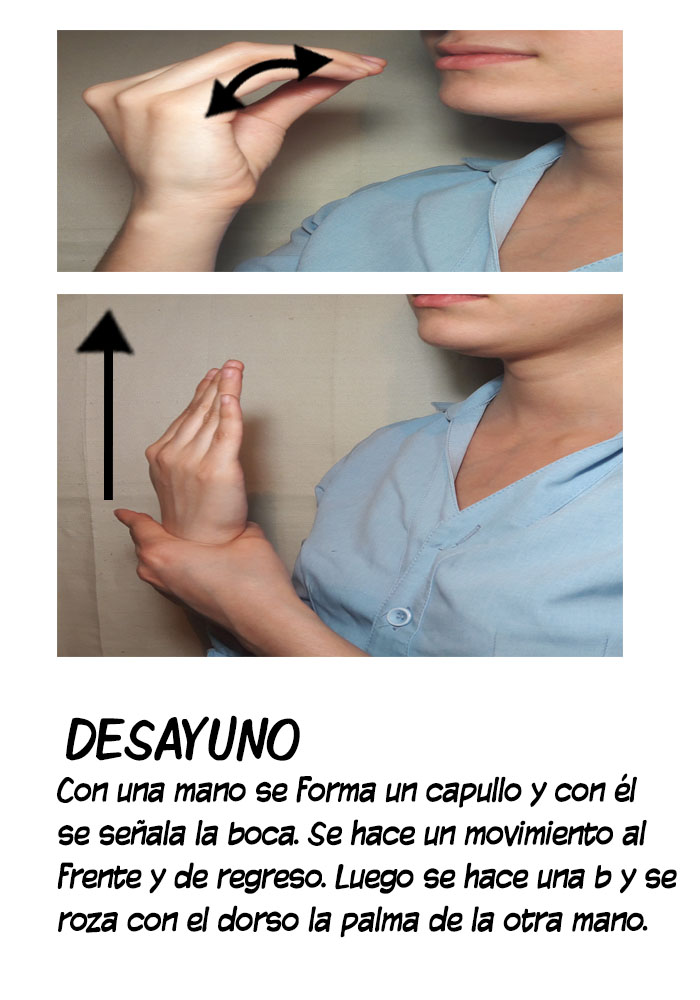 DESAYUNO
Con una mano se forma un capullo y con él
se señala la boca. Se hace un movimiento al
frente y de regreso. Luego se hace una b y se
roza con el dorso la palma de la otra mano.